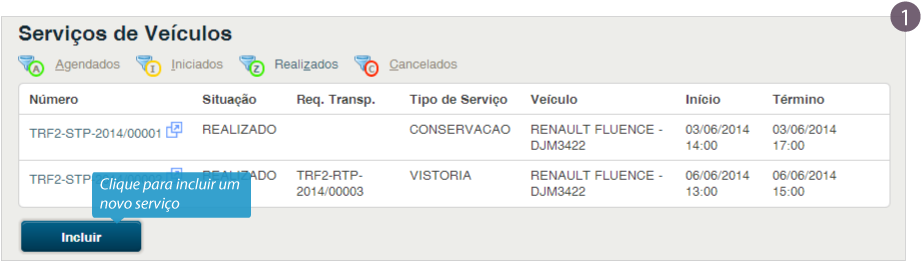 1
Serviços de Veículos
A Agendados I Iniciados Z Realizados C Cancelados
Número Situação Req. Transp. Tipo de Serviço Veículo Início Término
TRF2-STP-2014/00001 REALIZADO CONSERVACAO RENAULT FLUENCE - 03/06/2014 03/06/2014
DJM3422 14:00 17:00
TRF2-STP REALIZADO TRF2-RTP- VISTORIA RENAULT FLUENCE - 06/06/2014 06/06/2014
2014/00003 DJM3422 13:00 15:00
Clique para incluir um
novo serviço
Incluir